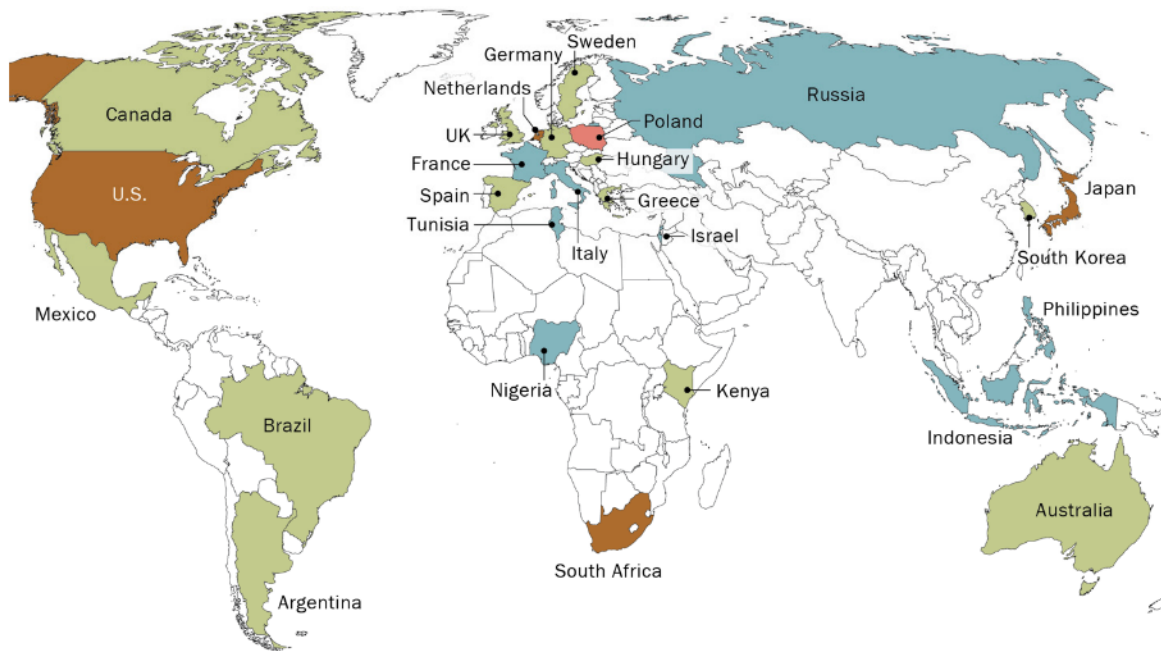 Sweden
Germany
Netherlands
Canada
Russia
UK
Poland
France
Hungary
U.S.
Spain
Greece
Japan
Tunisia
Italy
Israel
South Korea
Mexico
Philippines
Nigeria
Kenya
Brazil
Indonesia
Australia
South Africa
Argentina